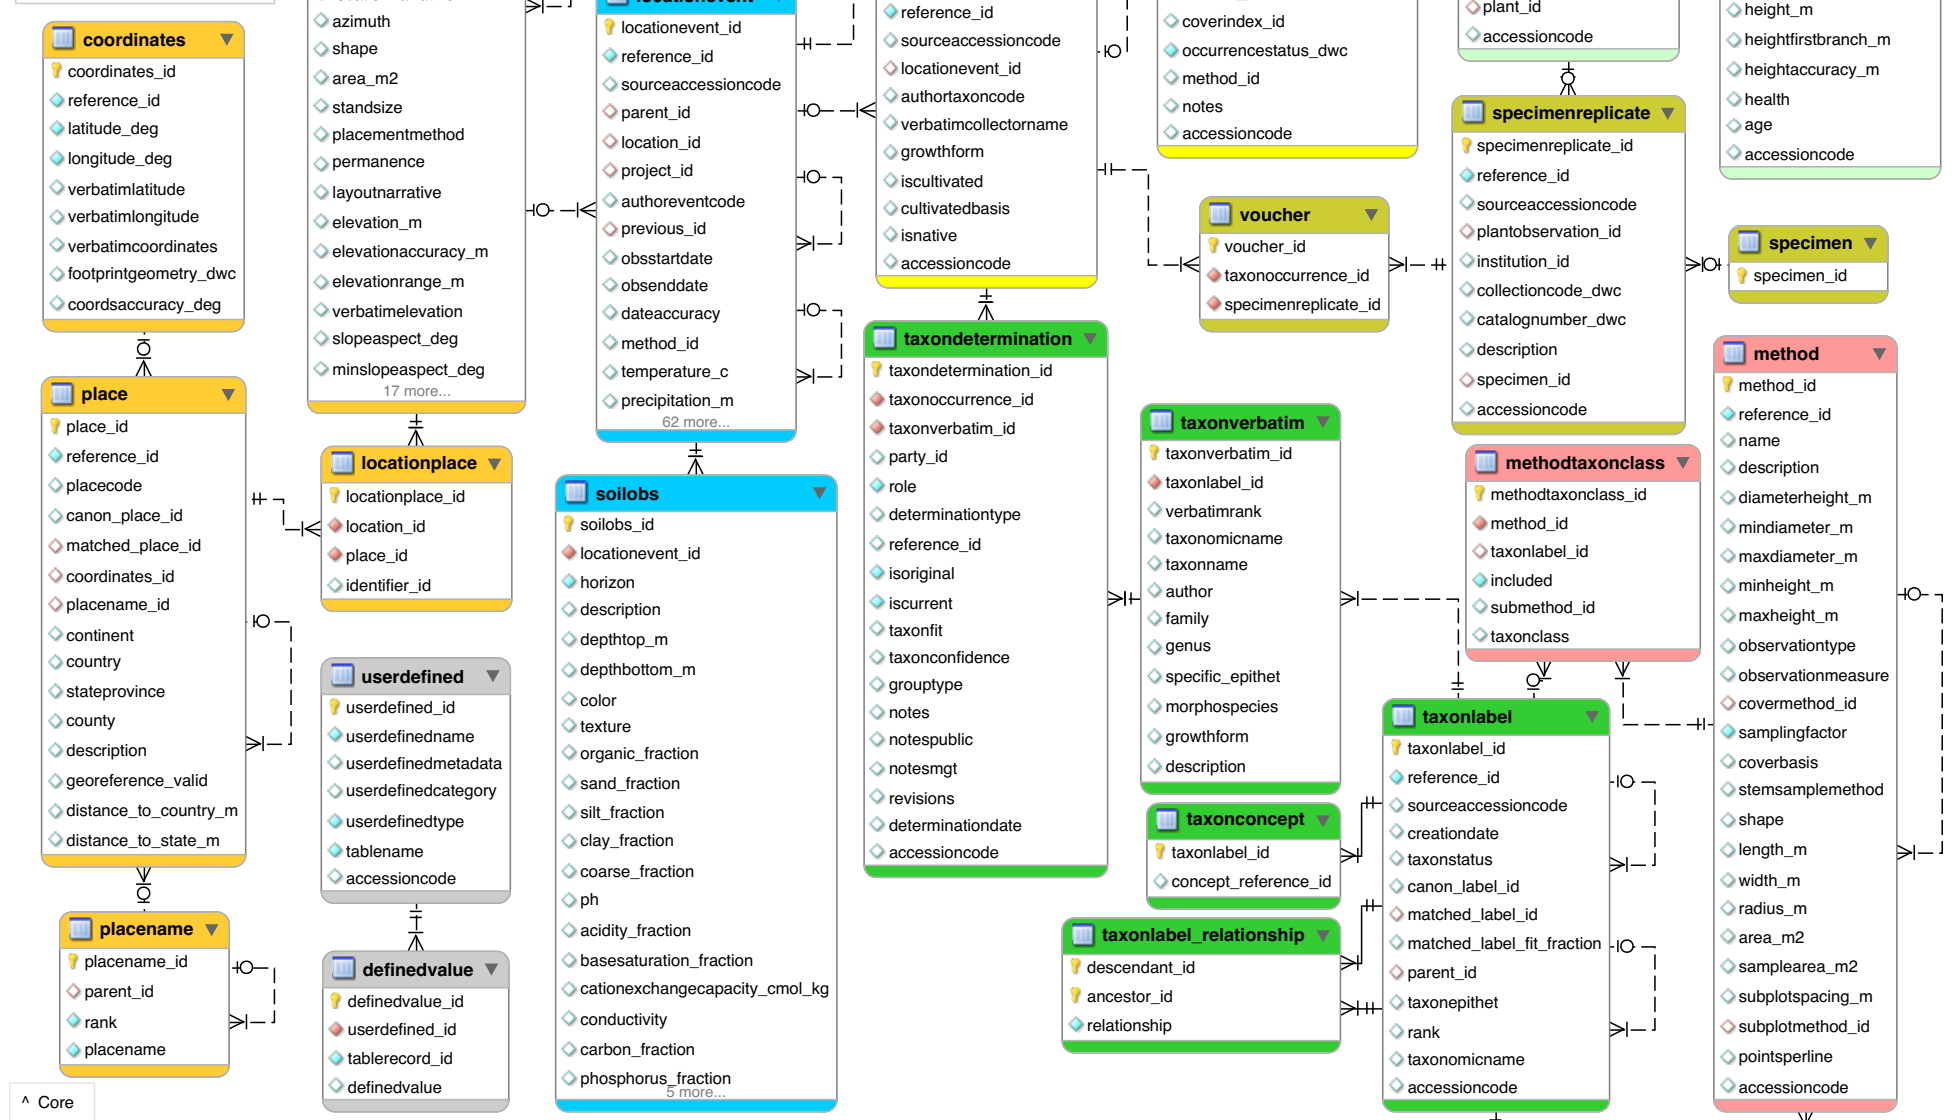 coordinates
coordinates_id
reference_id
latitude_deg
longitude_deg
verbatimlatitude
verbatimlongitude
verbatimcoordinates
footprintgeometry_dwc
coordsaccuracy_deg
place
place_id
reference_id
placecode
canon_place_id
matched_place_id
coordinates_id
placename_id
continent
country
stateprovince
county
description
georeference_valid
distance_to_country_m
distance_to_state_m
placename
placename_id
parent_id
rank
placename
^ Core
azimuth
shape
area_m2
standsize
placementmethod
permanence
layoutnarrative
elevation_m
elevationaccuracy_m
elevationrange_m
verbatimelevation
slopeaspect_deg
minslopeaspect_deg
17 more...
locationplace
locationplace_id
location_id
place_id
identifier_id
userdefined
userdefined_id
userdefinedname
userdefinedmetadata
userdefinedcategory
userdefinedtype
tablename
accessioncode
definedvalue
definedvalue_id
userdefined_id
tablerecord_id
definedvalue
locationevent
locationevent_id
reference_id
sourceaccessioncode
parent_id
location_id
project_id
authoreventcode
previous_id
obsstartdate
obsenddate
dateaccuracy
method_id
temperature_c
precipitation_m
62 more...
soilobs
soilobs_id
locationevent_id
horizon
description
depthtop_m
depthbottom_m
color
texture
organic_fraction
sand_fraction
silt_fraction
clay_fraction
coarse_fraction
ph
acidity_fraction
basesaturation_fraction
cationexchangecapacity_cmol_kg
conductivity
carbon_fraction
phosphorus_fraction
5 more...
reference_id
sourceaccessioncode
locationevent_id
authortaxoncode
verbatimcollectorname
growthform
iscultivated
cultivatedbasis
isnative
accessioncode
taxondetermination
taxondetermination_id
taxonoccurrence_id
taxonverbatim_id
party_id
role
determinationtype
reference_id
isoriginal
iscurrent
taxonfit
taxonconfidence
grouptype
notes
notespublic
notesmgt
revisions
determinationdate
accessioncode
coverindex_id
occurrencestatus_dwc
method_id
notes
accessioncode
voucher
voucher_id
taxonoccurrence_id
specimenreplicate_id
taxonverbatim
taxonverbatim_id
taxonlabel_id
verbatimrank
taxonomicname
taxonname
author
family
genus
specific_epithet
morphospecies
growthform
description
taxonconcept
taxonlabel_id
concept_reference_id
taxonlabel_relationship
descendant_id
ancestor_id
relationship
plant_id
accessioncode
specimenreplicate
specimenreplicate_id
reference_id
sourceaccessioncode
plantobservation_id
institution_id
collectioncode_dwc
catalognumber_dwc
description
specimen_id
accessioncode
methodtaxonclass
methodtaxonclass_id
method_id
taxonlabel_id
included
submethod_id
taxonclass
taxonlabel
taxonlabel_id
reference_id
sourceaccessioncode
creationdate
taxonstatus
canon_label_id
matched_label_id
matched_label_fit_fraction
parent_id
taxonepithet
rank
taxonomicname
accessioncode
height_m
heightfirstbranch_m
heightaccuracy_m
health
age
accessioncode
specimen
specimen_id
method
method_id
reference_id
name
description
diameterheight_m
mindiameter_m
maxdiameter_m
minheight_m
maxheight_m
observationtype
observationmeasure
covermethod_id
samplingfactor
coverbasis
stemsamplemethod
shape
length_m
width_m
radius_m
area_m2
samplearea_m2
subplotspacing_m
subplotmethod_id
pointsperline
accessioncode